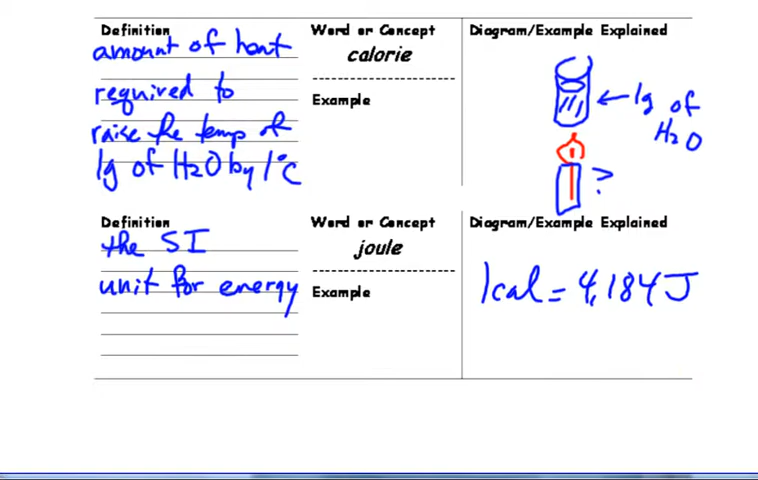 Definition
amount of heat
required to
raise the temp of
1g of H2O by 1°C
Word or Concept
calorie
Example
Diagram/Example Explained
←1g of
H2O
?
Definition
the SI
unit for energy
Word or Concept
joule
Example
Diagram/Example Explained
1cal = 4.184J